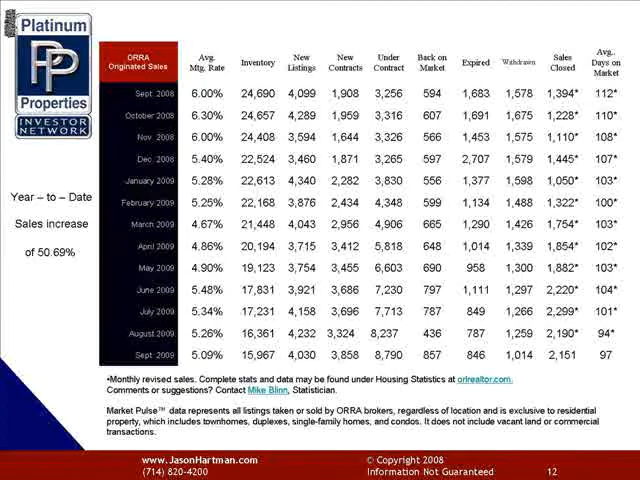 Platinum
PP
Properties
INVESTOR
NETWORK
Year – to – Date
Sales increase
of 50.69%
ORRA Originated Sales Avg. Mtg. Rate Inventory New Listings New Contracts Under Contract Back on Market Expired Withdrawn Sales Closed Avg.. Days on Market
Sept. 2008 6.00% 24,690 4,099 1,908 3,256 594 1,683 1,578 1,394* 112*
October 2008 6.30% 24,657 4,289 1,959 3,316 607 1,691 1,675 1,228* 110*
Nov. 2008 6.00% 24,408 3,594 1,644 3,326 566 1,453 1,575 1,110* 108*
Dec. 2008 5.40% 22,524 3,460 1,871 3,265 597 2,707 1,579 1,445* 107*
January 2009 5.28% 22,613 4,340 2,282 3,830 556 1,377 1,598 1,050* 103*
February 2009 5.25% 22,168 3,876 2,434 4,348 599 1,134 1,488 1,322* 100*
March 2009 4.67% 21,448 4,043 2,956 4,906 665 1,290 1,426 1,754* 103*
April 2009 4.86% 20,194 3,715 3,412 5,818 648 1,014 1,339 1,854* 102*
May 2009 4.90% 19,123 3,754 3,455 6,603 690 958 1,300 1,882* 103*
June 2009 5.48% 17,831 3,921 3,686 7,230 797 1,111 1,297 2,220* 104*
July 2009 5.34% 17,231 4,158 3,696 7,713 787 849 1,266 2,299* 101*
August 2009 5.26% 16,361 4,232 3,324 8,237 436 787 1,259 2,190* 94*
Sept. 2009 5.09% 15,967 4,030 3,858 8,790 857 846 1,014 2,151 97
•Monthly revised sales. Complete stats and data may be found under Housing Statistics at orlrealtor.com.
Comments or suggestions? Contact Mike Blinn, Statistician.
Market Pulse™ data represents all listings taken or sold by ORRA brokers, regardless of location and is exclusive to residential
property, which includes townhomes, duplexes, single-family homes, and condos. It does not include vacant land or commercial
transactions.
www.JasonHartman.com © Copyright 2008
(714) 820-4200 Information Not Guaranteed 12